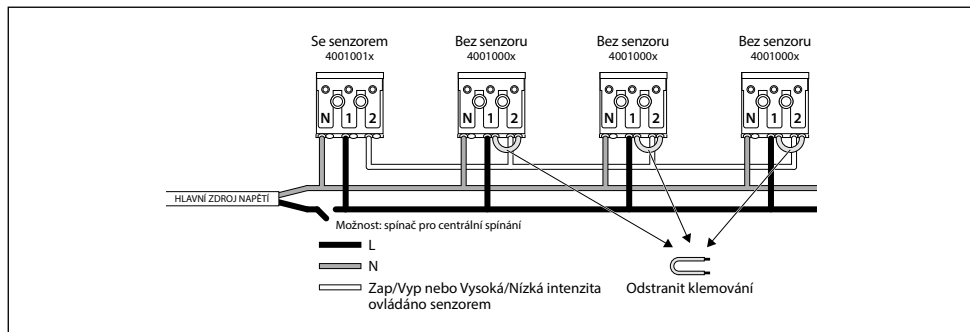 Se senzorem
4001001x
Bez senzoru
4001000x
Bez senzoru
4001000x
Bez senzoru
4001000x
N 1 2
N 1 2
N 1 2
N 1 2
HLAVNÍ ZDROJ NAPĚTÍ
Možnost: spínač pro centrální spínání
L
N
Zap/Vyp nebo Vysoká/Nízká intenzita
ovládáno senzorem
Odstranit klemování